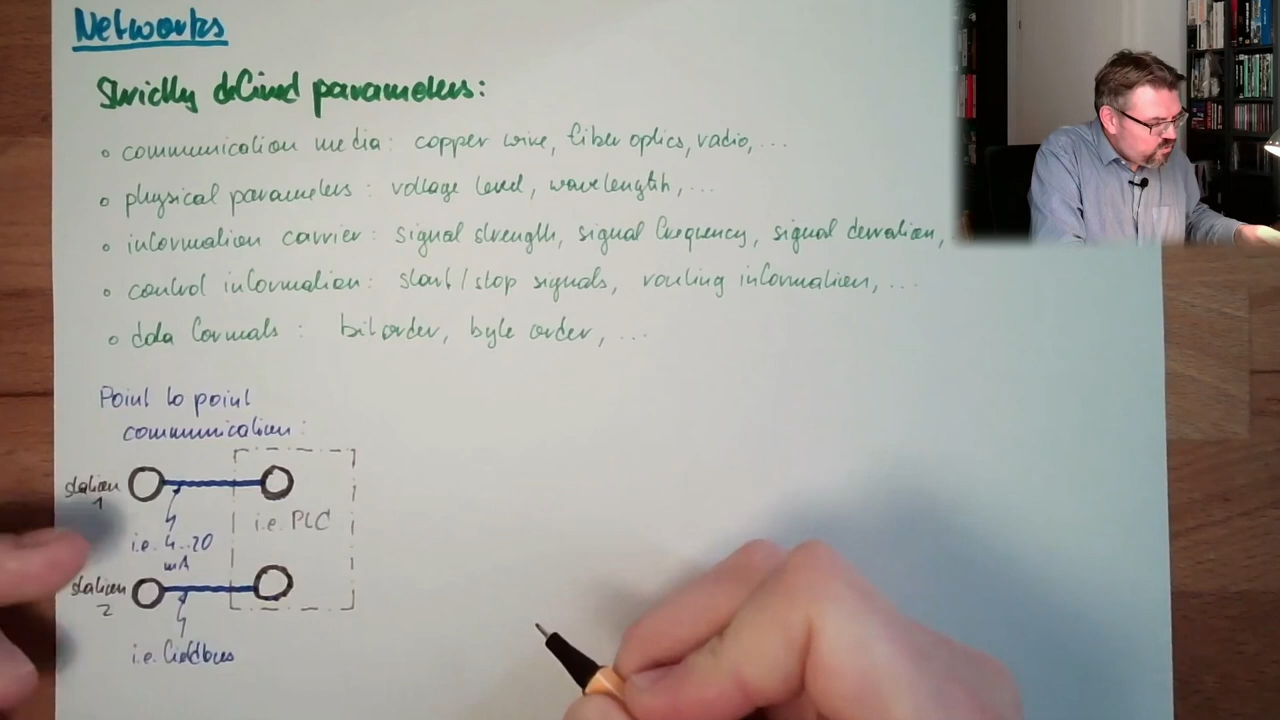 Networks
Strictly defined parameters:
communication media: copper wire, fiber optics, radio, ...
physical parameters: voltage level, wavelength, ...
information carrier: signal strength, signal frequency, signal derration,
control information: start/stop signals, routing information, ...
data formats: bit order, byte order, ...
Point to point
communication:
station
1
i.e. PLC
i.e. 4..20
mA
station
2
i.e. fieldbus